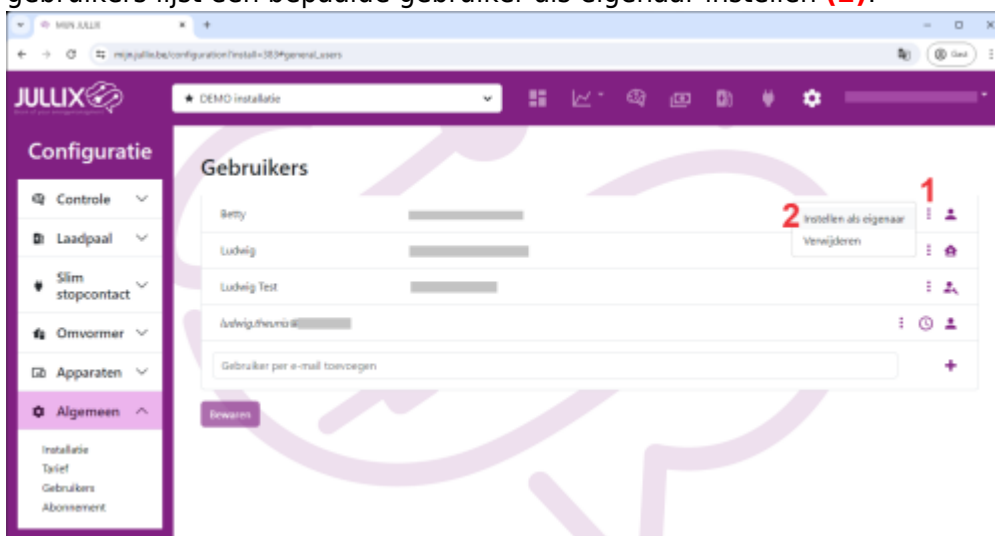 gebruikers lijst een bepaalde gebruiker als eigenaar instellen (2).
MIJN JULLIX
mijn.jullix.be/configuration?install=383#general_users
Gast
JULLIX
★ DEMO installatie
Configuratie
Controle
Laadpaal
Slim
stopcontact
Omvormer
Apparaten
Algemeen
Installatie
Tarief
Gebruikers
Abonnement
Gebruikers
1
Betty
2
Instellen als eigenaar
Verwijderen
Ludwig
Ludwig Test
ludwig.theunis@
Gebruiker per e-mail toevoegen
+
Bewaren